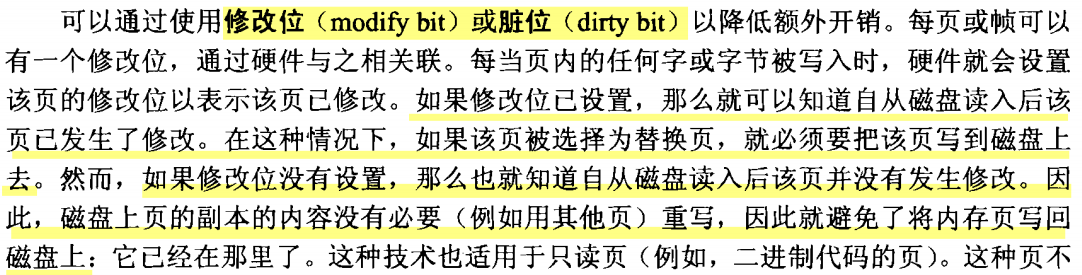 可以通过使用修改位（modify bit）或脏位（dirty bit）以降低额外开销。每页或帧可以
有一个修改位，通过硬件与之相关联。每当页内的任何字或字节被写入时，硬件就会设置
该页的修改位以表示该页已修改。如果修改位已设置，那么就可以知道自从磁盘读入后该
页已发生了修改。在这种情况下，如果该页被选择为替换页，就必须要把该页写到磁盘上
去。然而，如果修改位没有设置，那么也就知道自从磁盘读入后该页并没有发生修改。因
此，磁盘上页的副本的内容没有必要（例如用其他页）重写，因此就避免了将内存页写回
磁盘上：它已经在那里了。这种技术也适用于只读页（例如，二进制代码的页）。这种页不